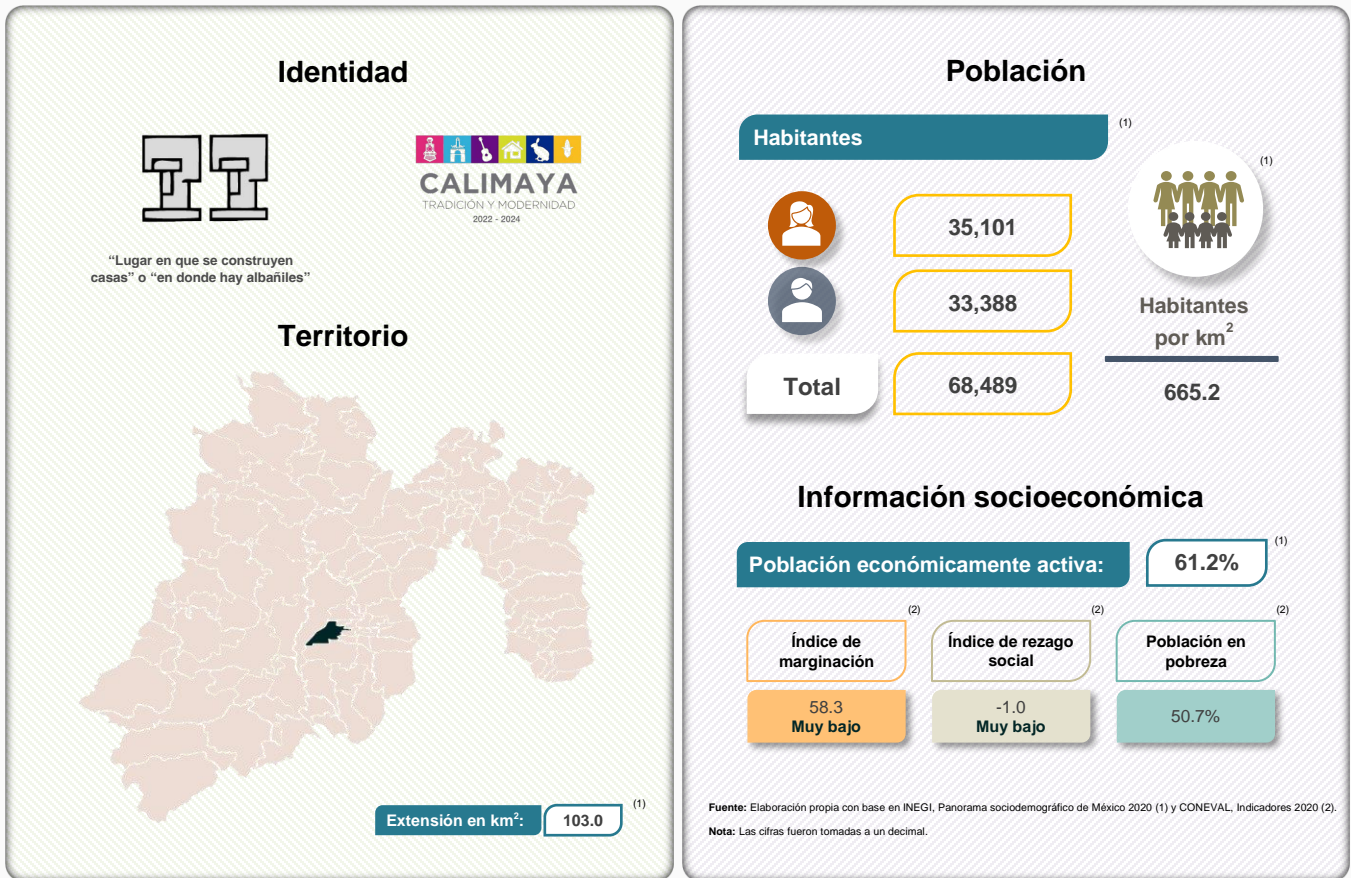 Identidad
CALIMAYA
TRADICIÓN Y MODERNIDAD
2022 - 2024
“Lugar en que se construyen
casas” o “en donde hay albañiles”
Territorio
Extensión en km²:
103.0
(1)
Población
Habitantes
(1)
35,101
33,388
Total
68,489
(1)
Habitantes
por km²
665.2
Información socioeconómica
Población económicamente activa:
61.2%
(1)
Índice de
marginación
(2)
58.3
Muy bajo
Índice de rezago
social
(2)
-1.0
Muy bajo
Población en
pobreza
(2)
50.7%
Fuente: Elaboración propia con base en INEGI, Panorama sociodemográfico de México 2020 (1) y CONEVAL, Indicadores 2020 (2).
Nota: Las cifras fueron tomadas a un decimal.